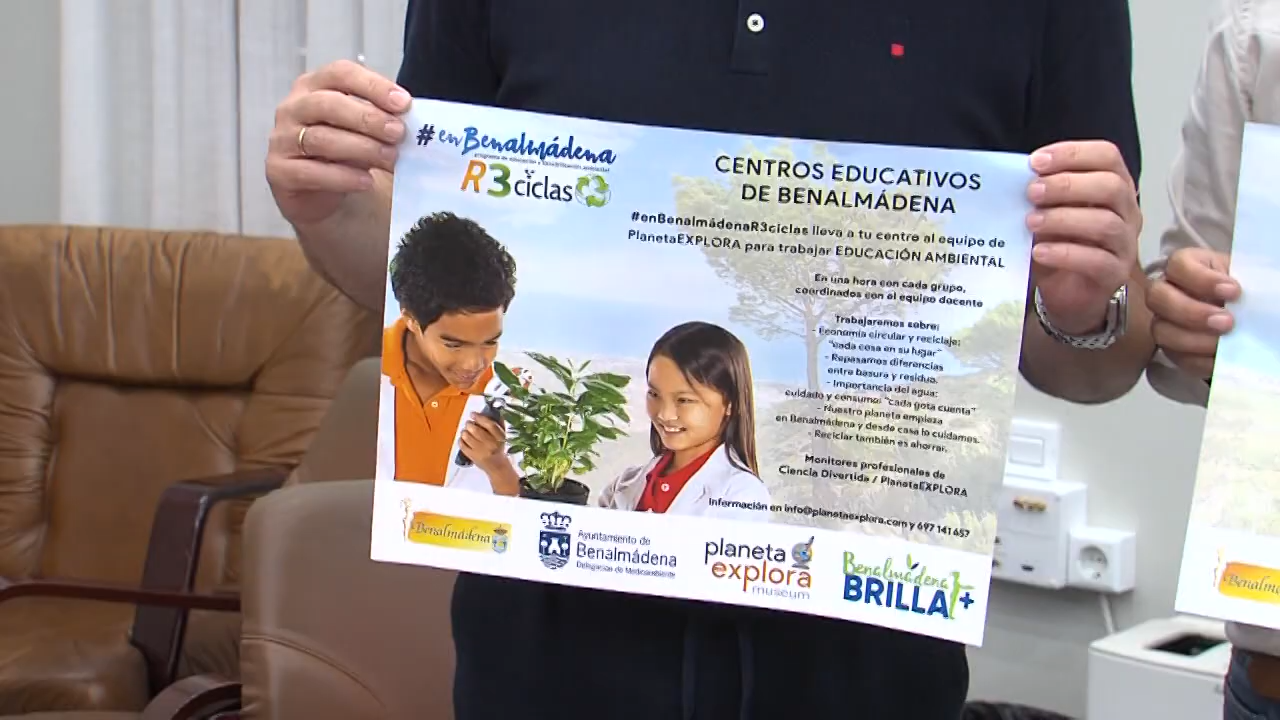 #enBenalmádena
programa de educación y sensibilización ambiental
R3ciclas
CENTROS EDUCATIVOS
DE BENALMÁDENA
#enBenalmádenaR3ciclas lleva a tu centro al equipo de
PlanetaEXPLORA para trabajar EDUCACIÓN AMBIENTAL
En una hora con cada grupo,
coordinados con el equipo docente
Trabajaremos sobre:
- Economía circular y reciclaje:
"cada cosa en su lugar"
- Repasamos diferencias
entre basura y residuo.
- Importancia del agua:
cuidado y consumo: "cada gota cuenta"
- Nuestro planeta empieza
en Benalmádena y desde casa lo cuidamos.
- Reciclar también es ahorrar.
Monitores profesionales de
Ciencia Divertida / PlanetaEXPLORA
Información en info@planetaexplora.com y 697 141 657
Benalmádena
Ayuntamiento de
Benalmádena
Delegación de Medioambiente
planeta
explora
museum
Benalmádena
BRILLA+
Benalma